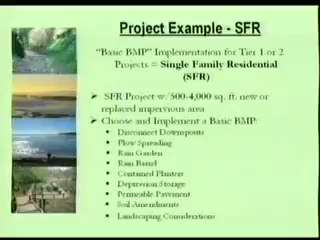 Project Example - SFR
"Basic BMP" Implementation for Tier 1 or 2
Projects = Single Family Residential
(SFR)
SFR Project w/500-4,000 sq. ft. new or
replaced impervious area
Choose and Implement a Basic BMP:
Disconnect Downspouts
Flow Spreading
Rain Garden
Rain Barrel
Contained Planters
Depression Storage
Permeable Pavement
Soil Amendments
Landscaping Considerations